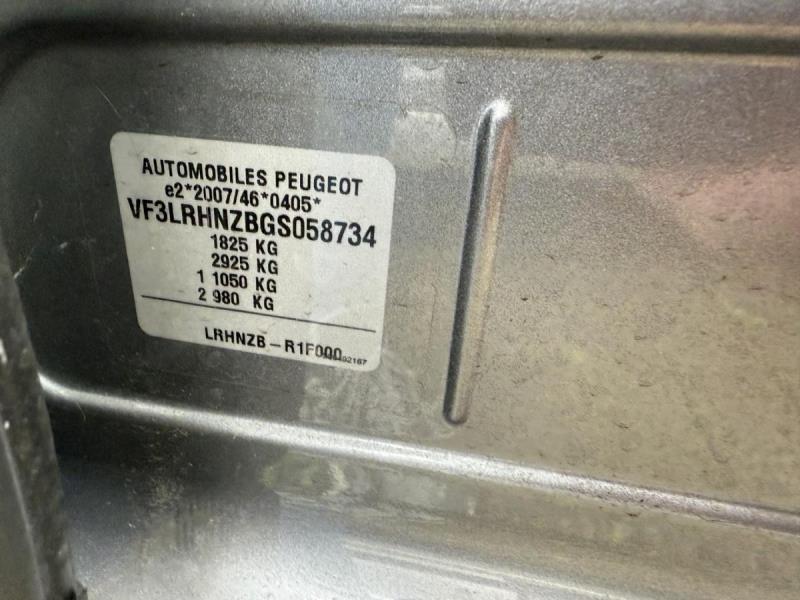 AUTOMOBILES PEUGEOT
e2*2007/46*0405*
VF3LRHNZBGS058734
1825 KG
2925 KG
1 1050 KG
2 980 KG
LRHNZB-R1F000